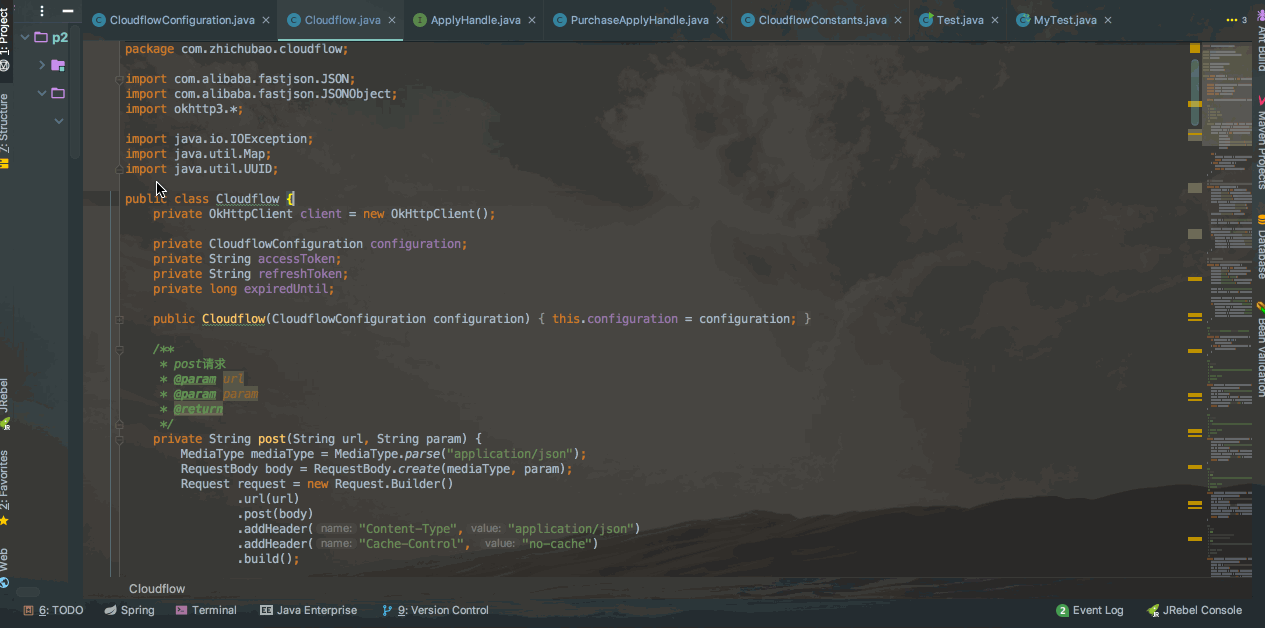 1: Project
7: Structure
JRebel
2: Favorites
Web
p2
CloudflowConfiguration.java
Cloudflow.java
ApplyHandle.java
PurchaseApplyHandle.java
CloudflowConstants.java
Test.java
MyTest.java
3
package com.zhichubao.cloudflow;
import com.alibaba.fastjson.JSON;
import com.alibaba.fastjson.JSONObject;
import okhttp3.*;
import java.io.IOException;
import java.util.Map;
import java.util.UUID;
public class Cloudflow {
private OkHttpClient client = new OkHttpClient();
private CloudflowConfiguration configuration;
private String accessToken;
private String refreshToken;
private long expiredUntil;
public Cloudflow(CloudflowConfiguration configuration) { this.configuration = configuration; }
/**
* post请求
* @param url
* @param param
* @return
*/
private String post(String url, String param) {
MediaType mediaType = MediaType.parse("application/json");
RequestBody body = RequestBody.create(mediaType, param);
Request request = new Request.Builder()
.url(url)
.post(body)
.addHeader( name: "Content-Type", value: "application/json")
.addHeader( name: "Cache-Control", value: "no-cache")
.build();
Cloudflow
Ant Build
Maven Projects
Database
Bean Validation
6: TODO
Spring
Terminal
Java Enterprise
9: Version Control
2 Event Log
JRebel Console